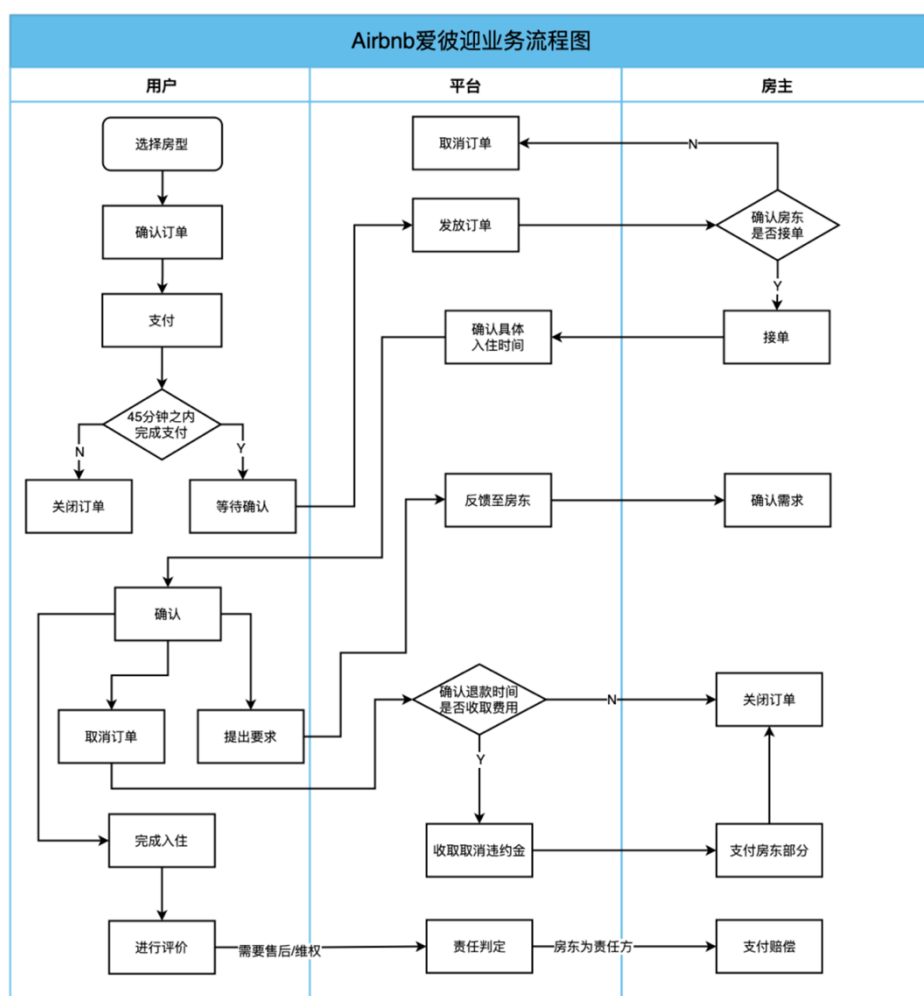 Airbnb爱彼迎业务流程图
用户
平台
房主
选择房型
取消订单
N
确认订单
发放订单
确认房东
是否接单
Y
支付
确认具体
入住时间
接单
45分钟之内
完成支付
N
Y
关闭订单
等待确认
反馈至房东
确认需求
确认
确认退款时间
是否收取费用
N
关闭订单
取消订单
提出要求
Y
完成入住
收取取消违约金
支付房东部分
进行评价
需要售后/维权
责任判定
房东为责任方
支付赔偿